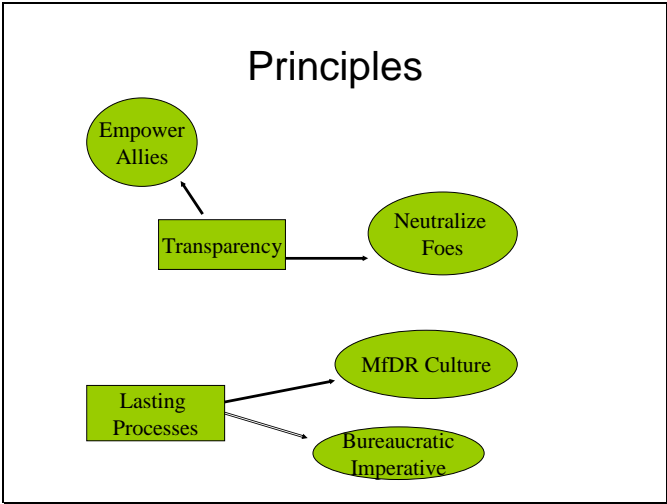 Principles
Empower
Allies
Transparency
Neutralize
Foes
MfDR Culture
Lasting
Processes
Bureaucratic
Imperative